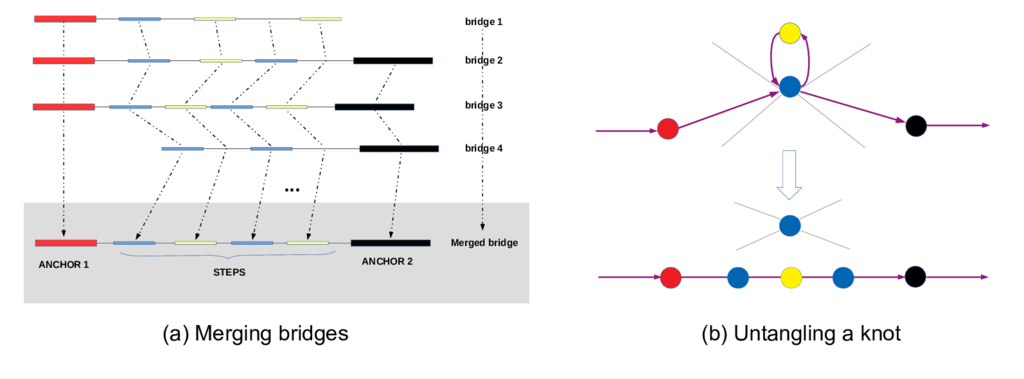 bridge 1
bridge 2
bridge 3
bridge 4
...
Merged bridge
ANCHOR 1
STEPS
ANCHOR 2
(a) Merging bridges
(b) Untangling a knot